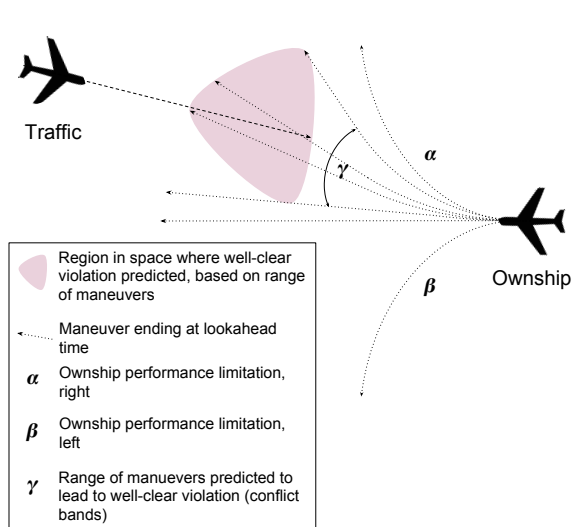 Traffic
α
γ
Ownship
β
Region in space where well-clear
violation predicted, based on range
of maneuvers
Maneuver ending at lookahead
time
α Ownship performance limitation,
right
β Ownship performance limitation,
left
γ Range of manuevers predicted to
lead to well-clear violation (conflict
bands)